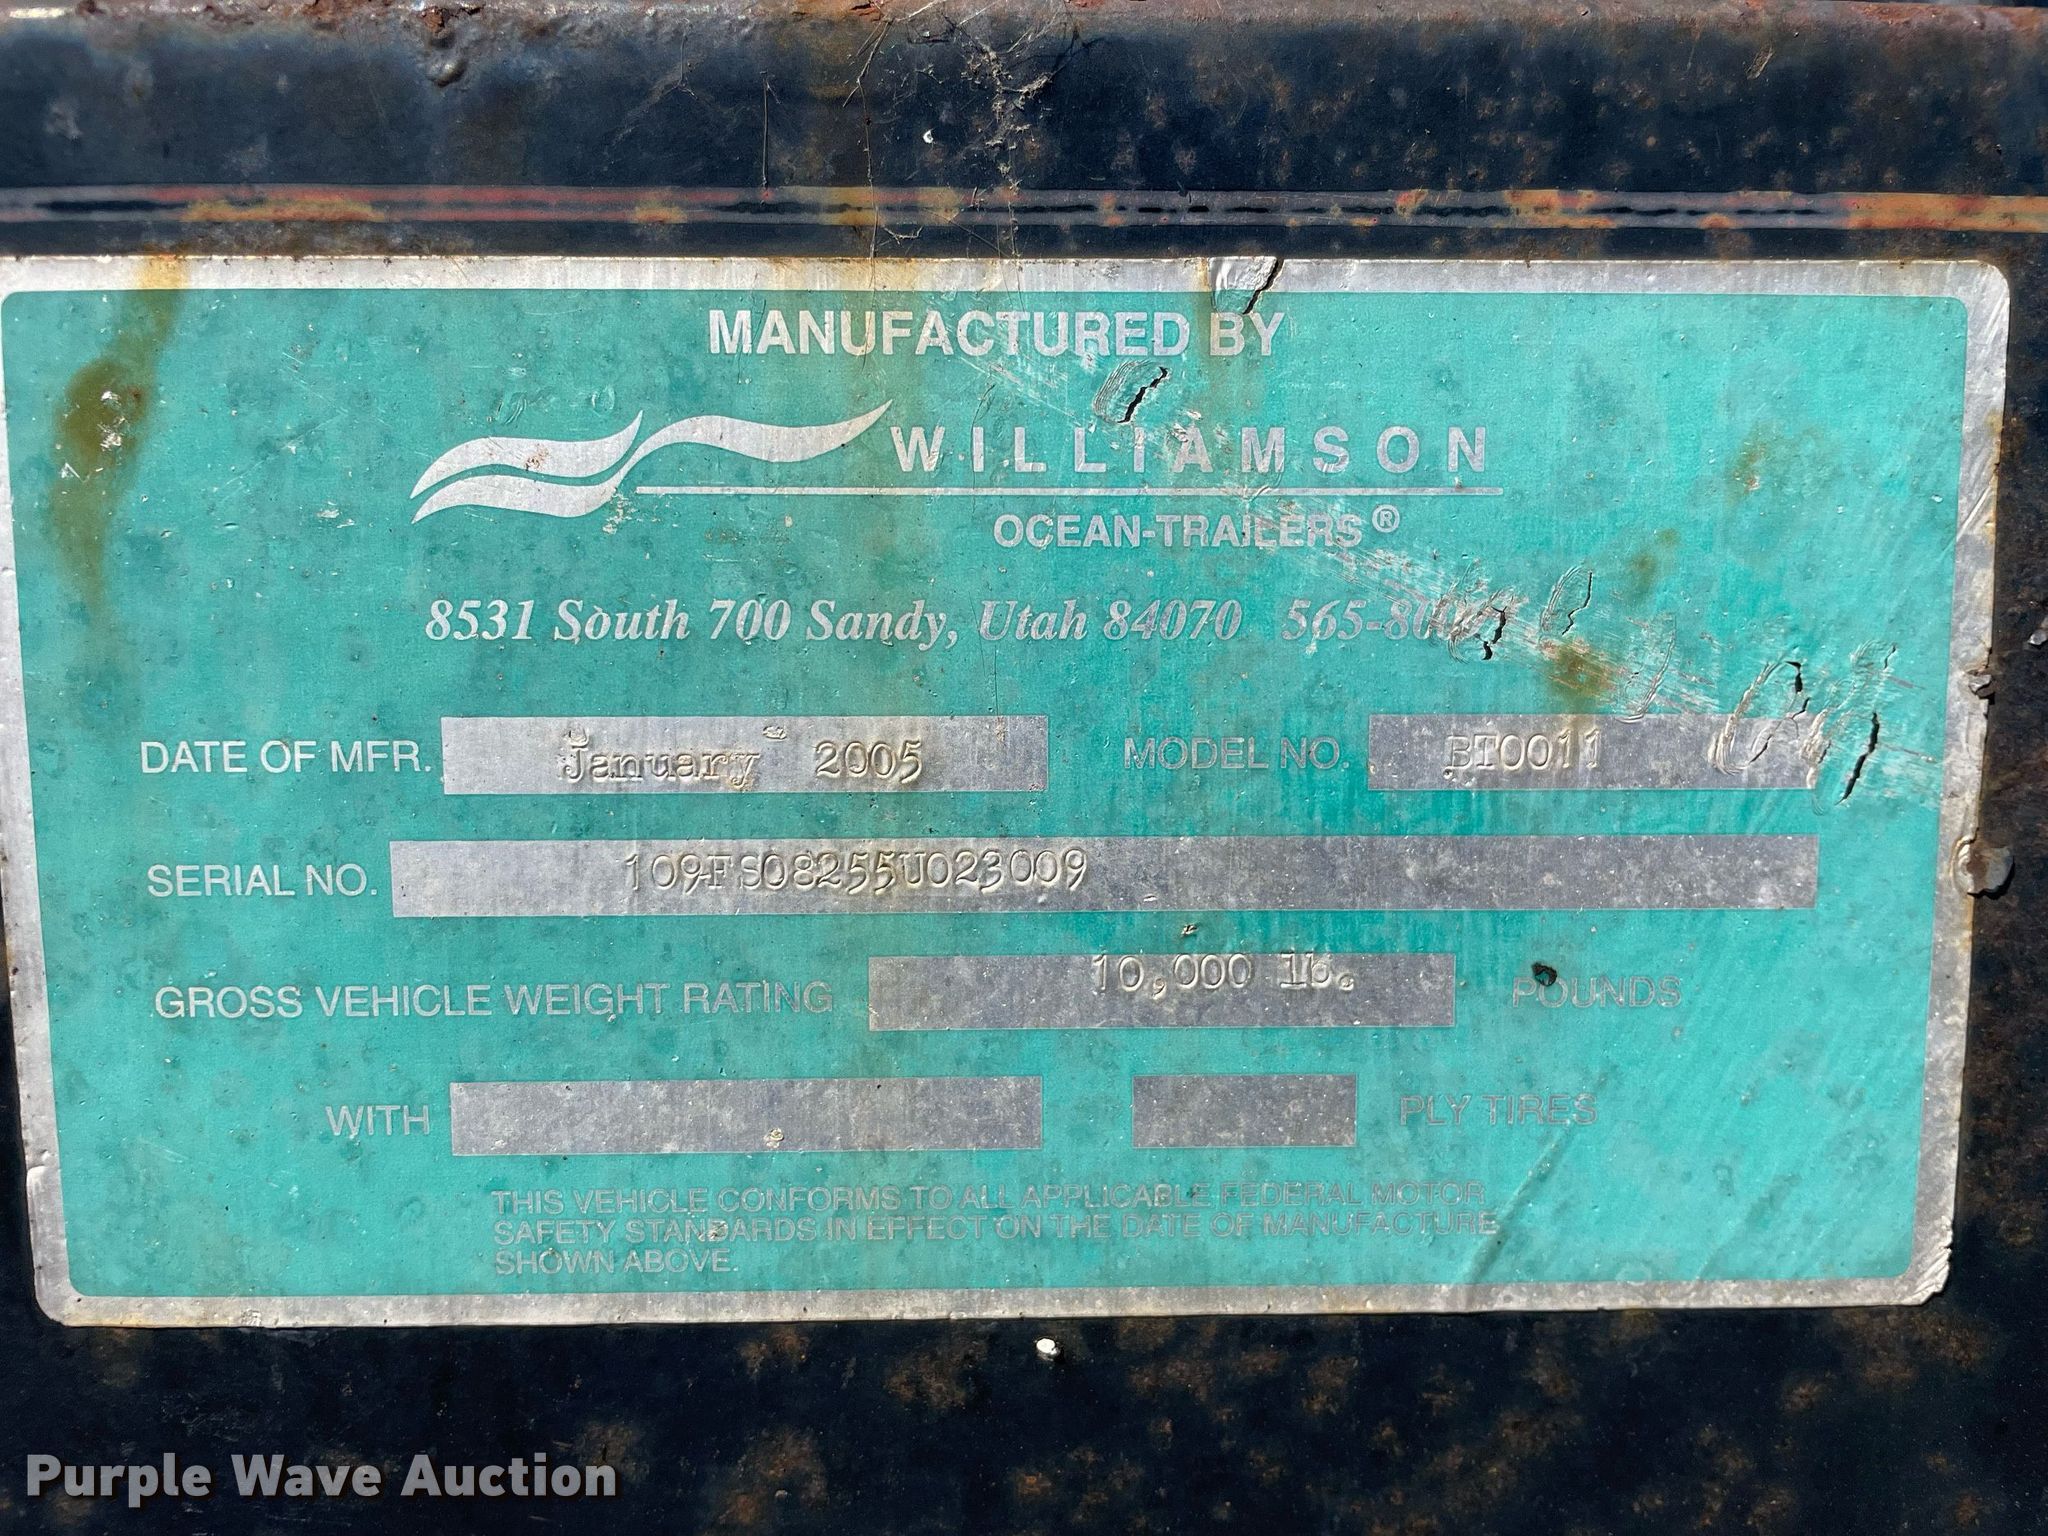 MANUFACTURED BY
WILLIAMSON
OCEAN-TRAILERS®
8531 South 700 Sandy, Utah 84070
DATE OF MFR. January 2005 MODEL NO. BT0011
SERIAL NO. 109FS08255U023009
GROSS VEHICLE WEIGHT RATING 10,000 lb. POUNDS
WITH PLY TIRES
THIS VEHICLE CONFORMS TO ALL APPLICABLE FEDERAL MOTOR
SAFETY STANDARDS IN EFFECT ON THE DATE OF MANUFACTURE
SHOWN ABOVE.
Purple Wave Auction